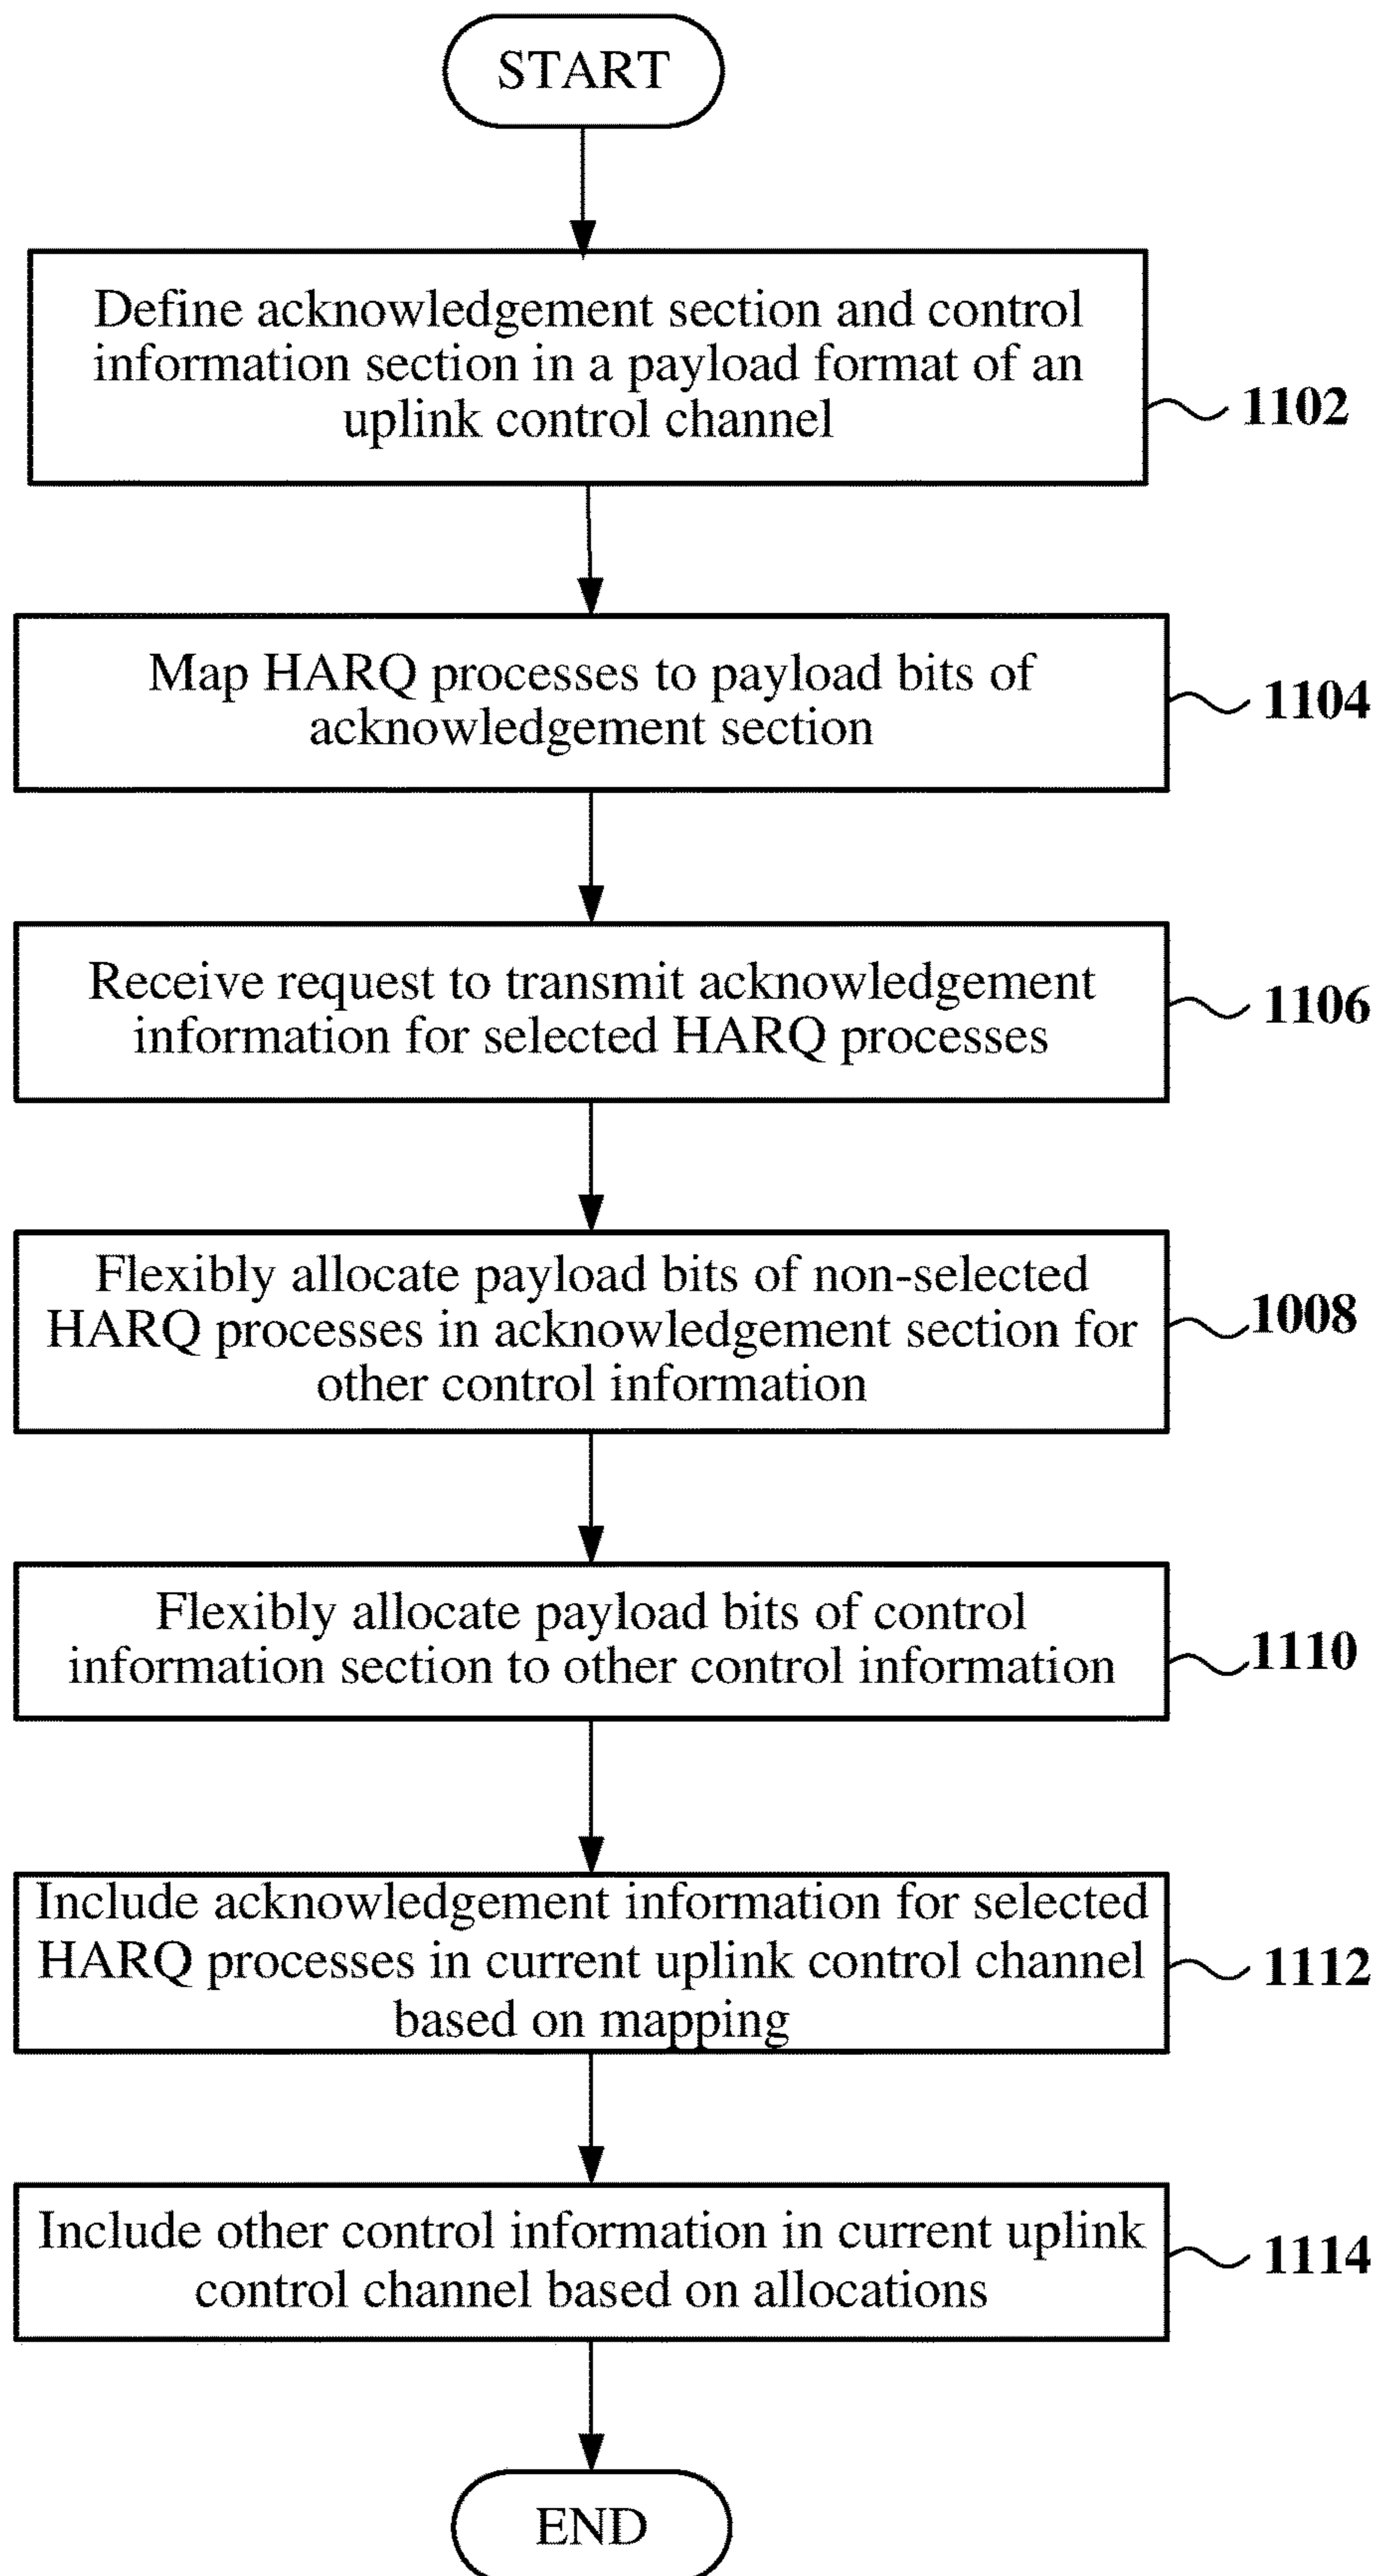 START
Define acknowledgement section and control
information section in a payload format of an
uplink control channel
1102
Map HARQ processes to payload bits of
acknowledgement section
1104
Receive request to transmit acknowledgement
information for selected HARQ processes
1106
Flexibly allocate payload bits of non-selected
HARQ processes in acknowledgement section for
other control information
1008
Flexibly allocate payload bits of control
information section to other control information
1110
Include acknowledgement information for selected
HARQ processes in current uplink control channel
based on mapping
1112
Include other control information in current uplink
control channel based on allocations
1114
END